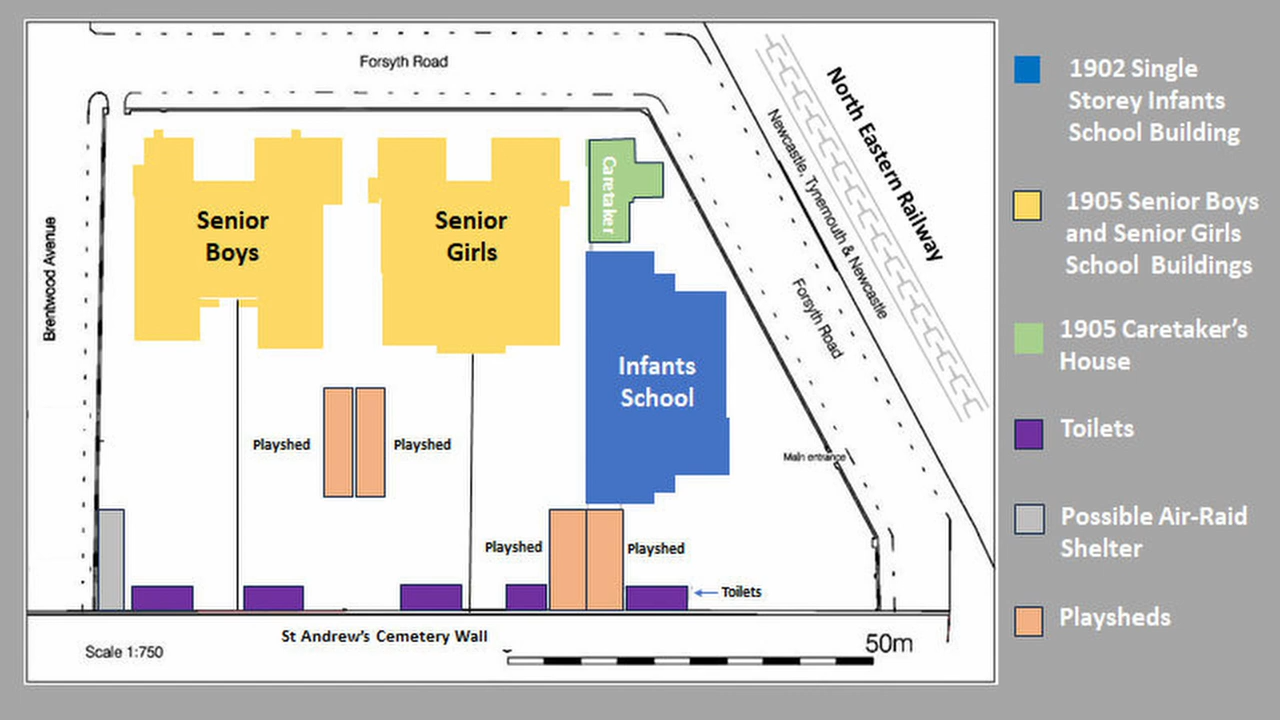 Forsyth Road
North Eastern Railway
Newcastle, Tynemouth & Newcastle
Forsyth Road
Brentwood Avenue
Senior
Boys
Senior
Girls
Caretaker
Infants
School
Playshed
Playshed
Main entrance
Playshed
Playshed
Toilets
St Andrew's Cemetery Wall
Scale 1:750
50m
1902 Single
Storey Infants
School Building
1905 Senior Boys
and Senior Girls
School Buildings
1905 Caretaker's
House
Toilets
Possible Air-Raid
Shelter
Playsheds